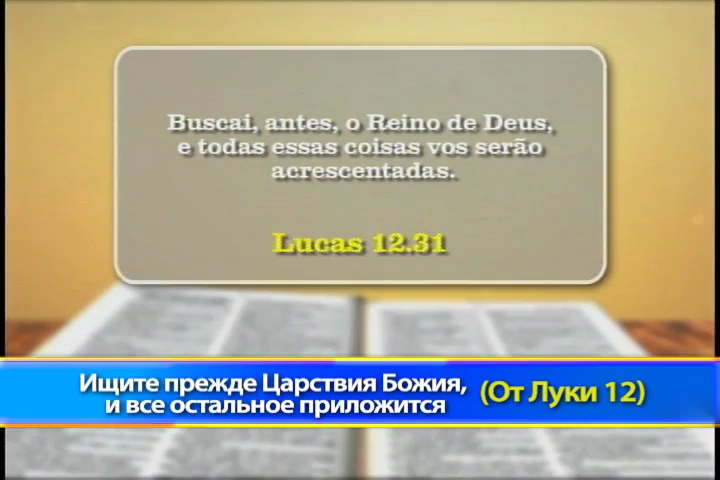 Buscai, antes, o Reino de Deus,
e todas essas coisas vos serão
acrescentadas.
Lucas 12.31
Ищите прежде Царствия Божия,
и все остальное приложится
(От Луки 12)